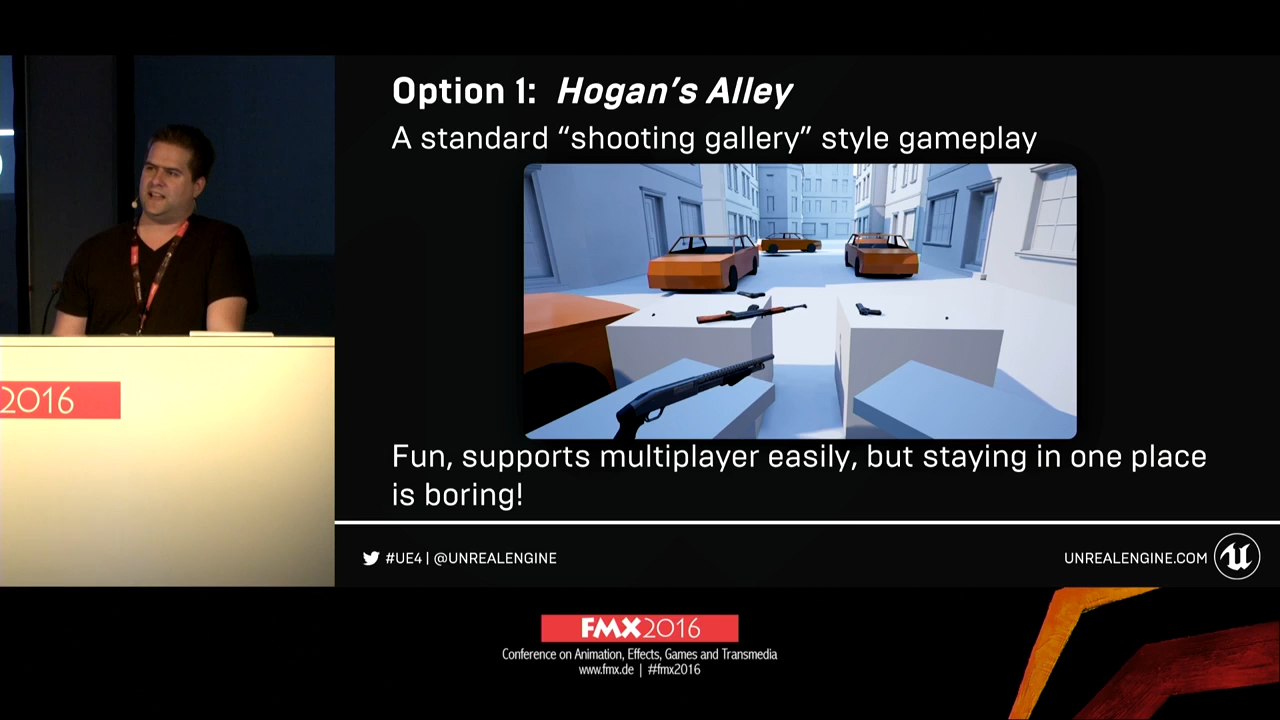 Option 1: Hogan's Alley
A standard “shooting gallery” style gameplay
Fun, supports multiplayer easily, but staying in one place
is boring!
#UE4 | @UNREALENGINE
UNREALENGINE.COM
2016
FMX2016
Conference on Animation, Effects, Games and Transmedia
www.fmx.de | #fmx2016